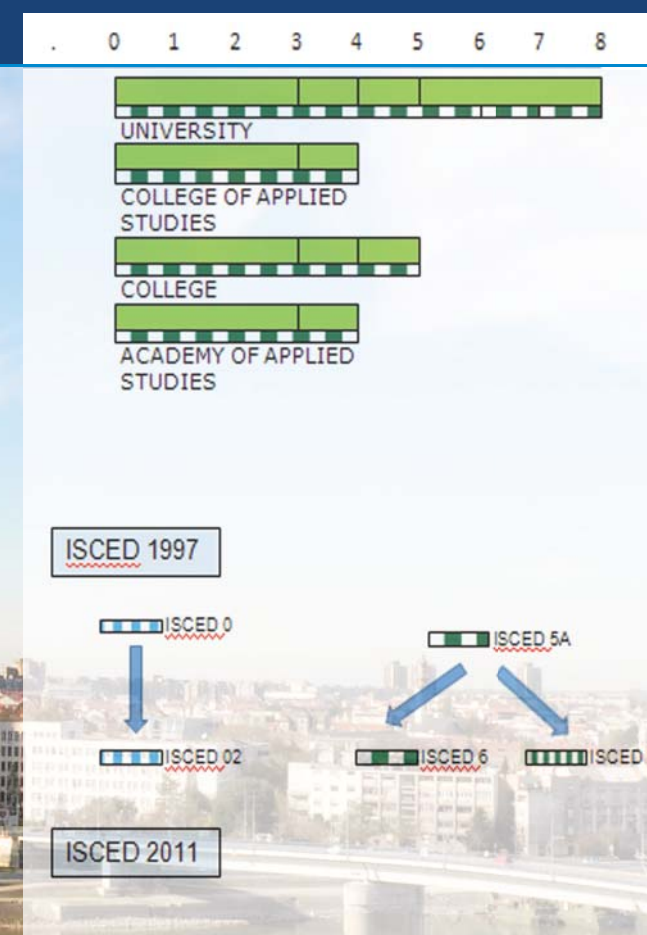 . 0 1 2 3 4 5 6 7 8
UNIVERSITY
COLLEGE OF APPLIED
STUDIES
COLLEGE
ACADEMY OF APPLIED
STUDIES
ISCED 1997
ISCED 0
ISCED 5A
ISCED 02
ISCED 6
ISCED
ISCED 2011